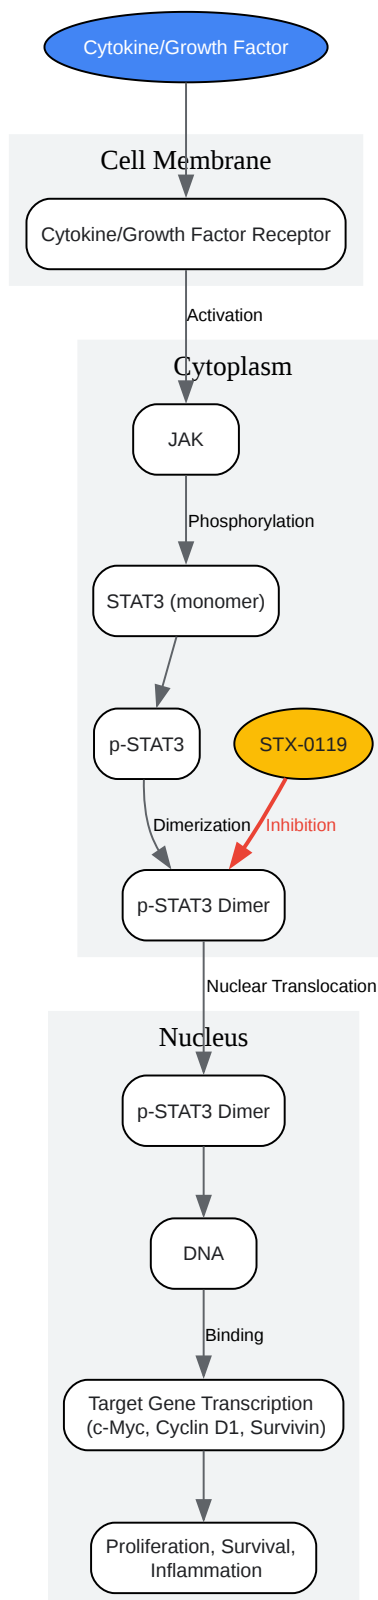 Cytokine/Growth Factor
Cell Membrane
Cytokine/Growth Factor Receptor
Activation
Cytoplasm
JAK
Phosphorylation
STAT3 (monomer)
p-STAT3
STX-0119
Dimerization
Inhibition
p-STAT3 Dimer
Nuclear Translocation
Nucleus
p-STAT3 Dimer
DNA
Binding
Target Gene Transcription
(c-Myc, Cyclin D1, Survivin)
Proliferation, Survival,
Inflammation